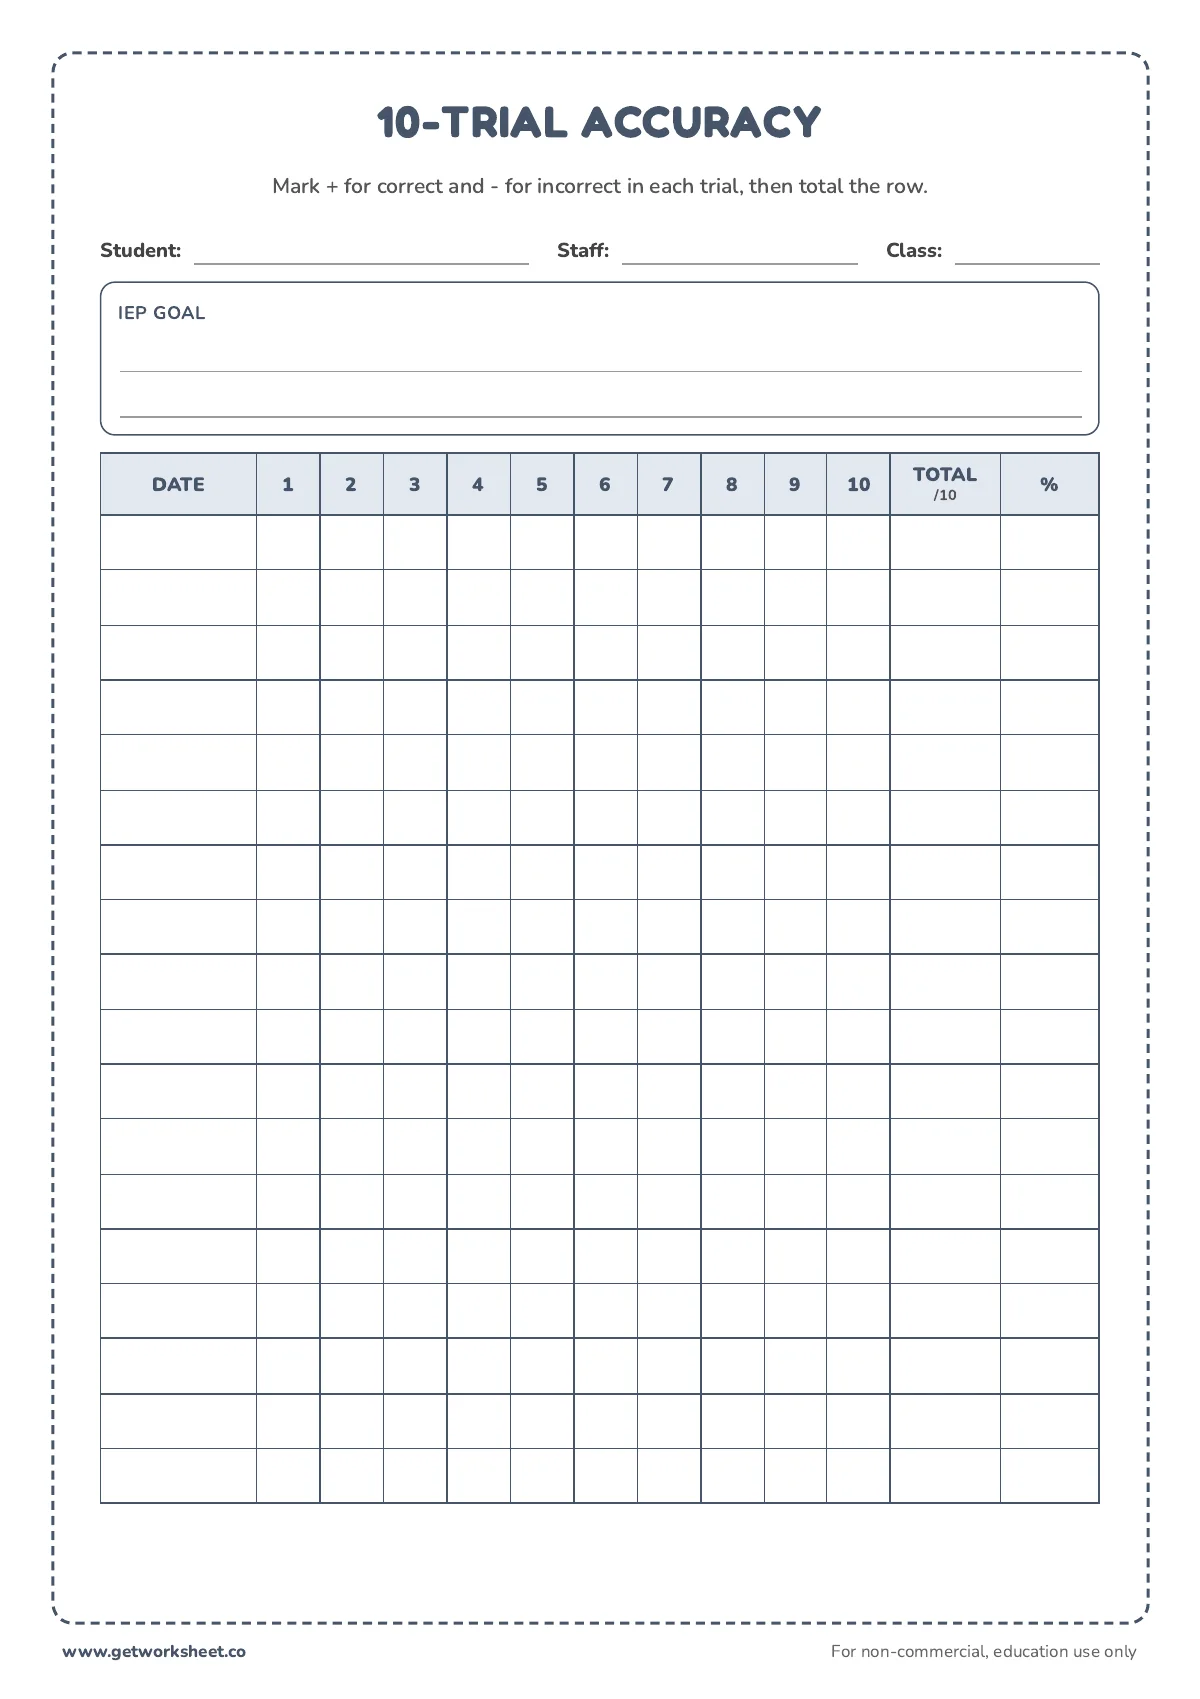 10-TRIAL ACCURACY
Mark + for correct and - for incorrect in each trial, then total the row.
Student: Staff: Class:
IEP GOAL
DATE 1 2 3 4 5 6 7 8 9 10 TOTAL /10 %
www.getworksheet.co For non-commercial, education use only